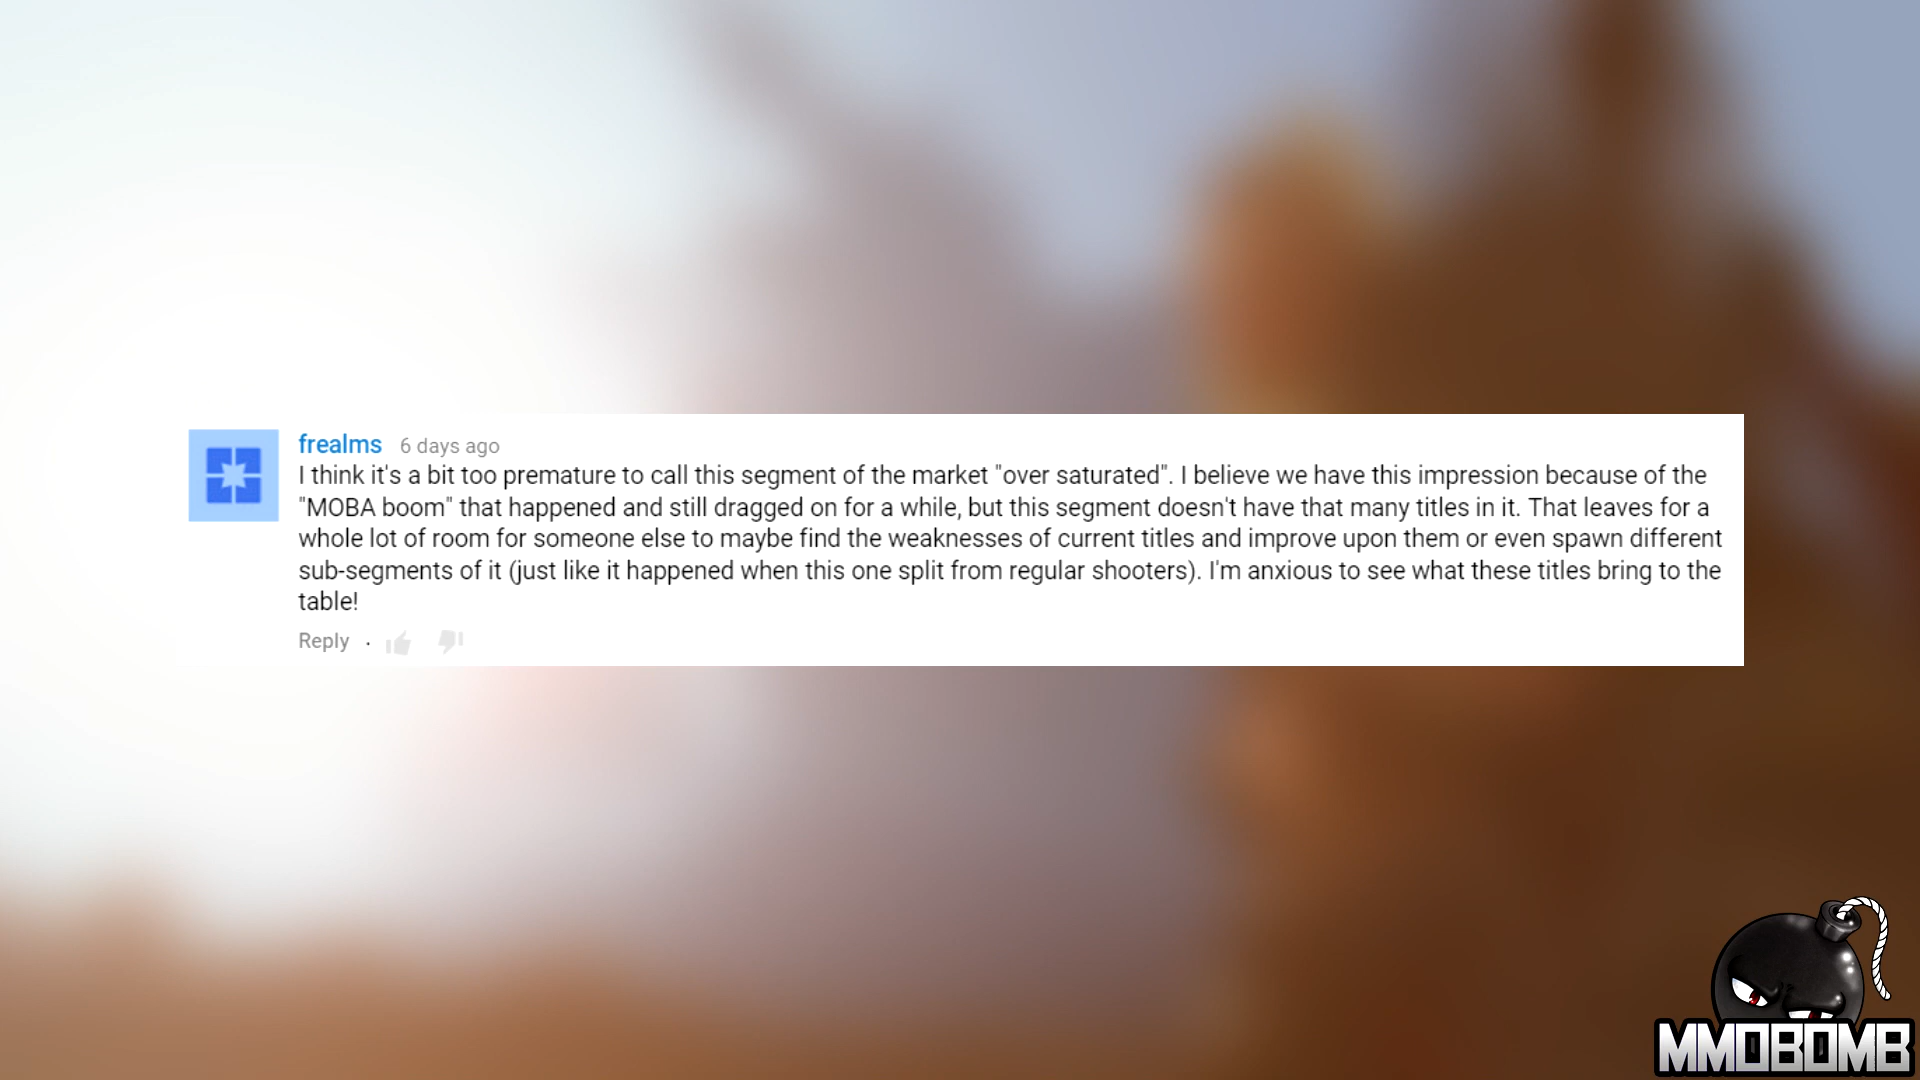 frealms 6 days ago
I think it's a bit too premature to call this segment of the market "over saturated". I believe we have this impression because of the
"MOBA boom" that happened and still dragged on for a while, but this segment doesn't have that many titles in it. That leaves for a
whole lot of room for someone else to maybe find the weaknesses of current titles and improve upon them or even spawn different
sub-segments of it (just like it happened when this one split from regular shooters). I'm anxious to see what these titles bring to the
table!
Reply ·
MMOBOMB